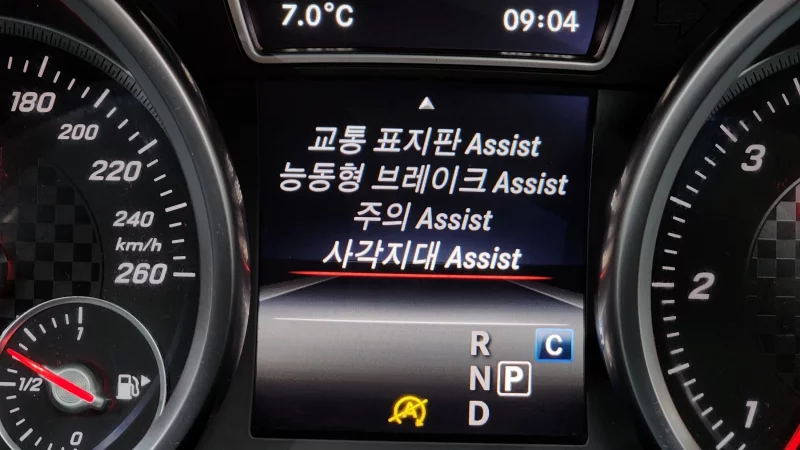 7.0°C 09:04
교통 표지판 Assist
능동형 브레이크 Assist
주의 Assist
사각지대 Assist
R
C
N P
D
A
180
200
220
240
km/h
260
1
1/2
0
3
2
1